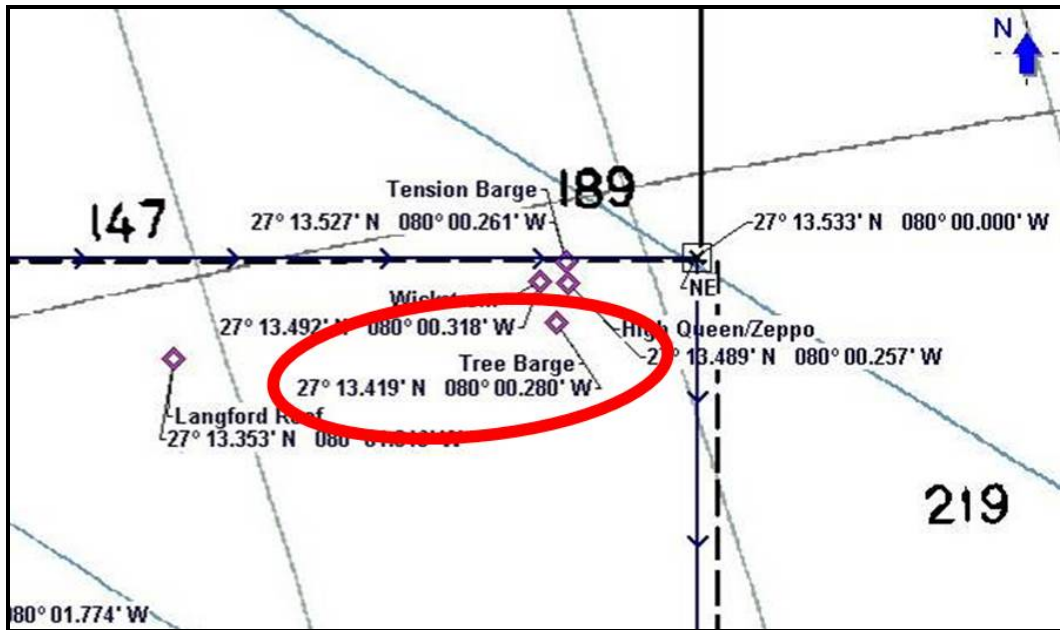 N
189
147
Tension Barge
27° 13.527' N 080° 00.261' W
27° 13.533' N 080° 00.000' W
NE
27° 13.492' N 080° 00.318' W
High Queen/Zeppo
27° 13.489' N 080° 00.257' W
Tree Barge
27° 13.419' N 080° 00.280' W
Langford Reef
27° 13.353' N
219
080° 01.774' W